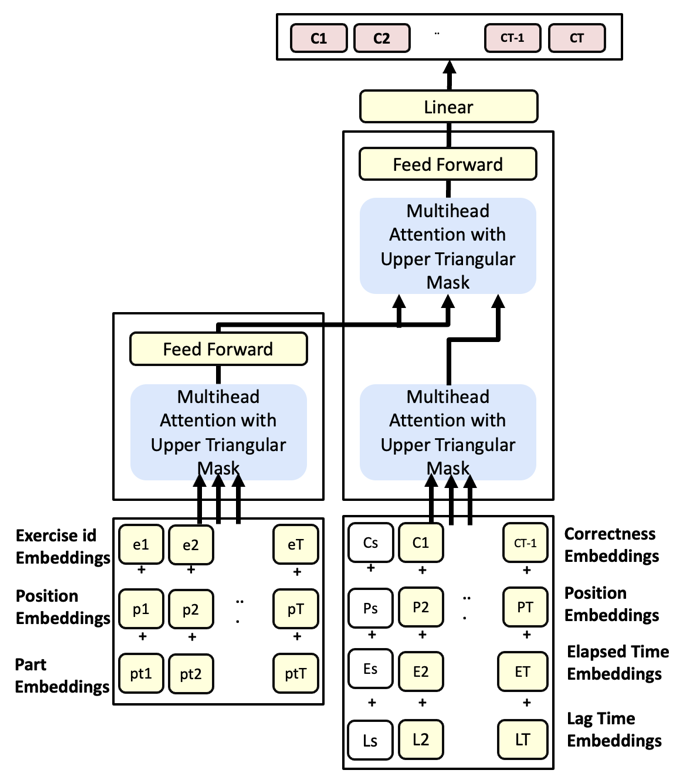 C1 C2 .. CT-1 CT
Linear
Feed Forward
Multihead
Attention with
Upper Triangular
Mask
Feed Forward
Multihead
Attention with
Upper Triangular
Mask
Multihead
Attention with
Upper Triangular
Mask
Exercise id
Embeddings
e1 e2 eT
+ + +
Position
Embeddings
p1 p2 .. . pT
+ + +
Part
Embeddings
pt1 pt2 ptT
Cs C1 CT-1
Correctness
Embeddings
+ + +
Ps P2 .. . PT
Position
Embeddings
+ + +
Es E2 ET
Elapsed Time
Embeddings
+ + +
Ls L2 LT
Lag Time
Embeddings